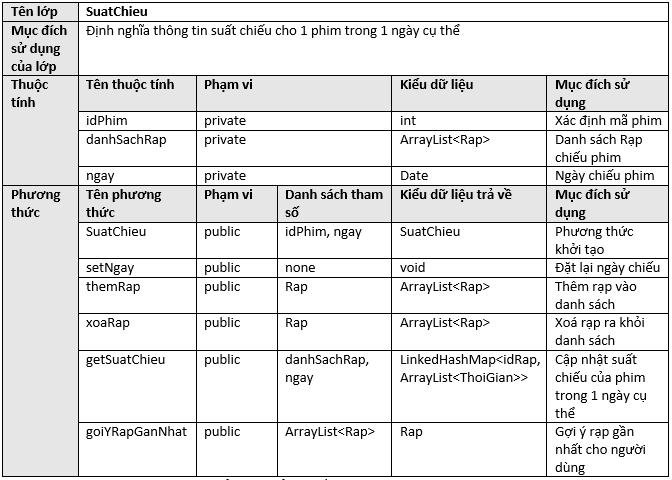 Tên lớp SuatChieu
Mục đích sử dụng của lớp Định nghĩa thông tin suất chiếu cho 1 phim trong 1 ngày cụ thể
Thuộc tính Tên thuộc tính Phạm vi Kiểu dữ liệu Mục đích sử dụng
idPhim private int Xác định mã phim
danhSachRap private ArrayList<Rap> Danh sách Rạp chiếu phim
ngay private Date Ngày chiếu phim
Phương thức Tên phương thức Phạm vi Danh sách tham số Kiểu dữ liệu trả về Mục đích sử dụng
SuatChieu public idPhim, ngay SuatChieu Phương thức khởi tạo
setNgay public none void Đặt lại ngày chiếu
themRap public Rap ArrayList<Rap> Thêm rạp vào danh sách
xoaRap public Rap ArrayList<Rap> Xoá rạp ra khỏi danh sách
getSuatChieu public danhSachRap, ngay LinkedHashMap<idRap, ArrayList<ThoiGian>> Cập nhật suất chiếu của phim trong 1 ngày cụ thể
goiYRapGanNhat public ArrayList<Rap> Rap Gợi ý rạp gần nhất cho người dùng